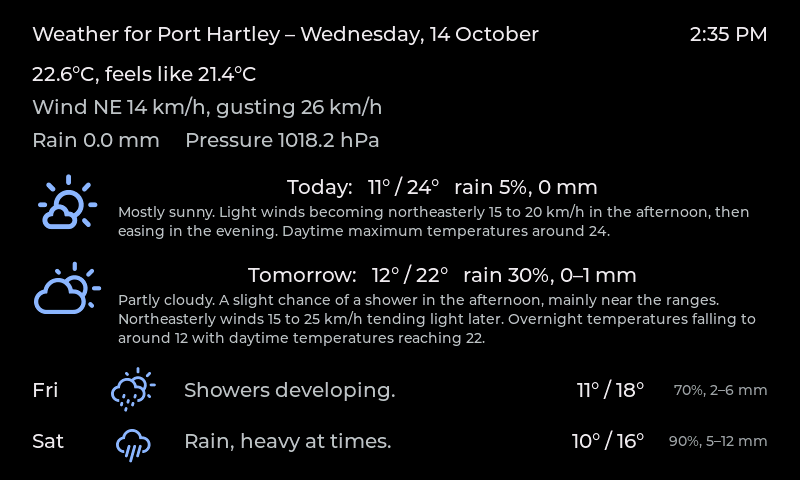 Weather for Port Hartley – Wednesday, 14 October 2:35 PM
22.6°C, feels like 21.4°C
Wind NE 14 km/h, gusting 26 km/h
Rain 0.0 mm Pressure 1018.2 hPa
Today: 11° / 24° rain 5%, 0 mm
Mostly sunny. Light winds becoming northeasterly 15 to 20 km/h in the afternoon, then
easing in the evening. Daytime maximum temperatures around 24.
Tomorrow: 12° / 22° rain 30%, 0–1 mm
Partly cloudy. A slight chance of a shower in the afternoon, mainly near the ranges.
Northeasterly winds 15 to 25 km/h tending light later. Overnight temperatures falling to
around 12 with daytime temperatures reaching 22.
Fri Showers developing. 11° / 18° 70%, 2–6 mm
Sat Rain, heavy at times. 10° / 16° 90%, 5–12 mm